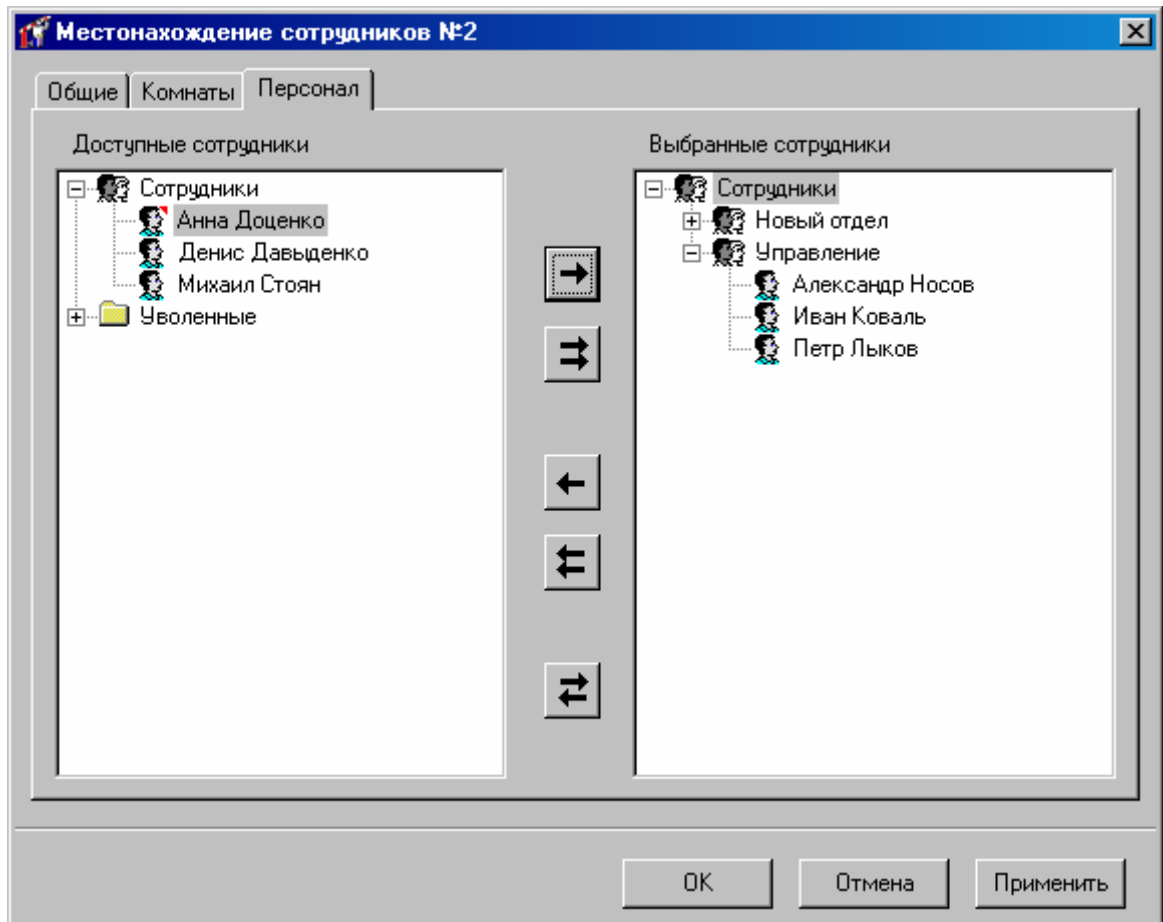 Местонахождение сотрудников №2
Общие Комнаты Персонал
Доступные сотрудники
Сотрудники
Анна Доценко
Денис Давыденко
Михаил Стоян
Уволенные
Выбранные сотрудники
Сотрудники
Новый отдел
Управление
Александр Носов
Иван Коваль
Петр Лыков
OK Отмена Применить